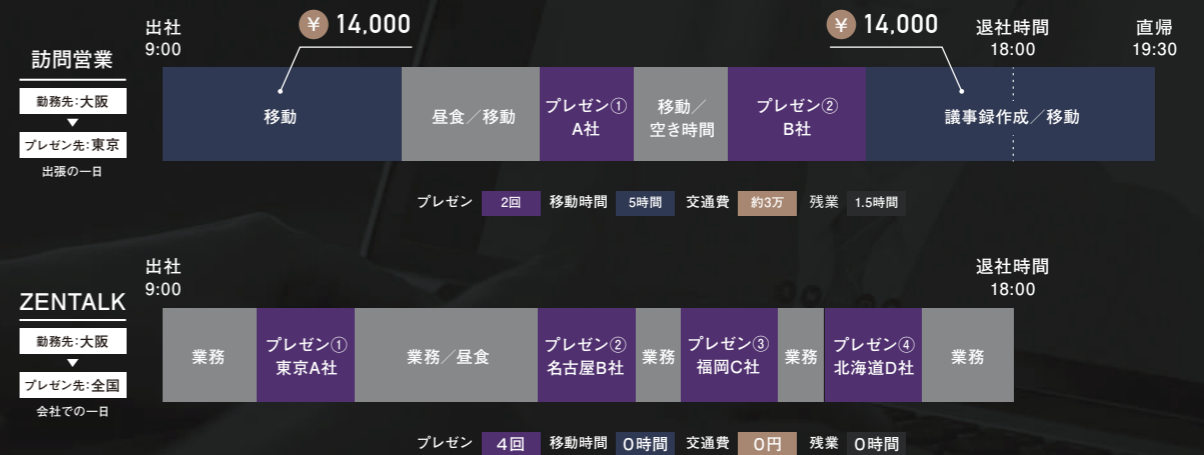 訪問営業
勤務先:大阪
▼
プレゼン先:東京
出張の一日
出社
9:00
¥ 14,000
¥ 14,000
退社時間
18:00
直帰
19:30
移動
昼食／移動
プレゼン①
A社
移動／
空き時間
プレゼン②
B社
議事録作成／移動
プレゼン 2回 移動時間 5時間 交通費 約3万 残業 1.5時間
ZENTALK
勤務先:大阪
▼
プレゼン先:全国
会社での一日
出社
9:00
退社時間
18:00
業務
プレゼン①
東京A社
業務／昼食
プレゼン②
名古屋B社
業務
プレゼン③
福岡C社
業務
プレゼン④
北海道D社
業務
プレゼン 4回 移動時間 0時間 交通費 0円 残業 0時間